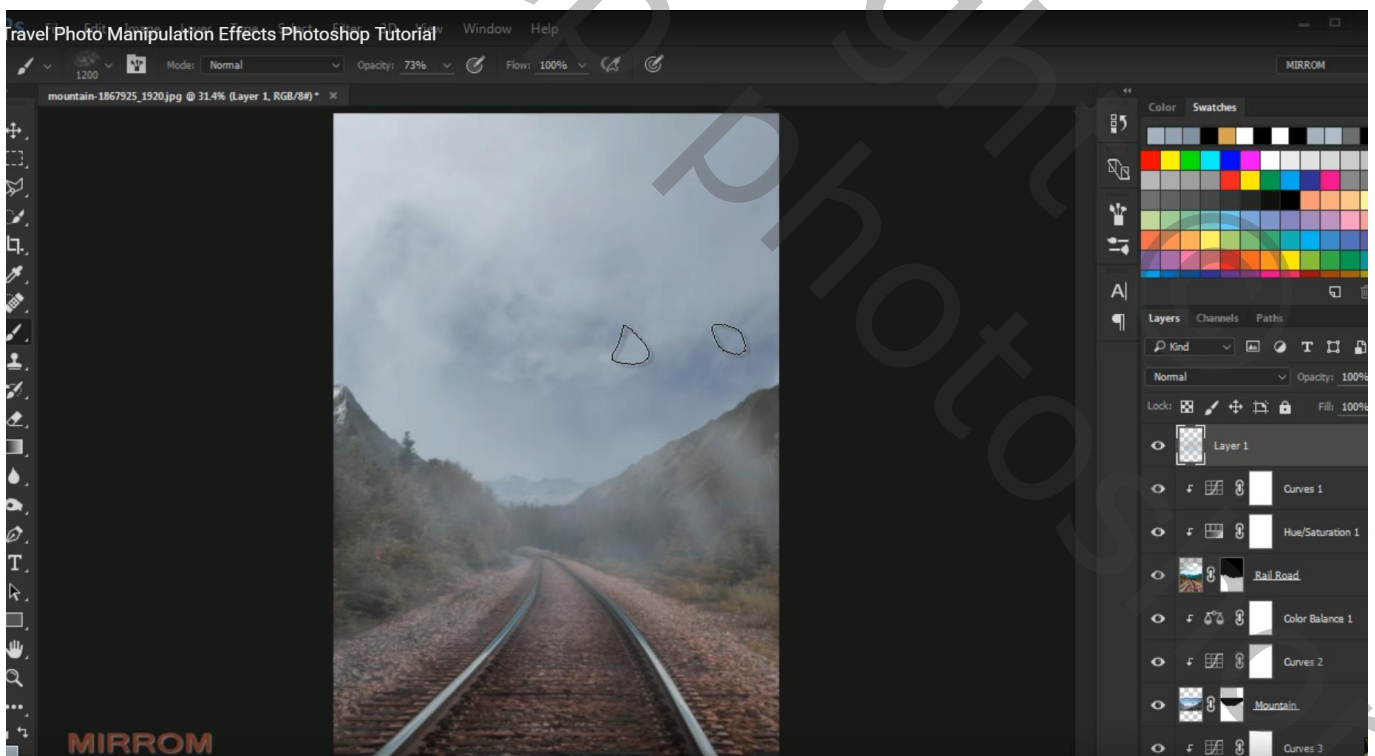 Travel Photo Manipulation Effects Photoshop Tutorial
Window Help
1200 Mode: Normal Opacity: 73% Flow: 100% MIRROM
mountain-1867925_1920.jpg @ 31.4% (Layer 1, RGB/8#) * ×
Color Swatches
Layers Channels Paths
Kind
Normal Opacity: 100%
Lock: Fill: 100%
Layer 1
Curves 1
Hue/Saturation 1
Rail Road
Color Balance 1
Curves 2
Mountain
Curves 3
MIRROM
photos